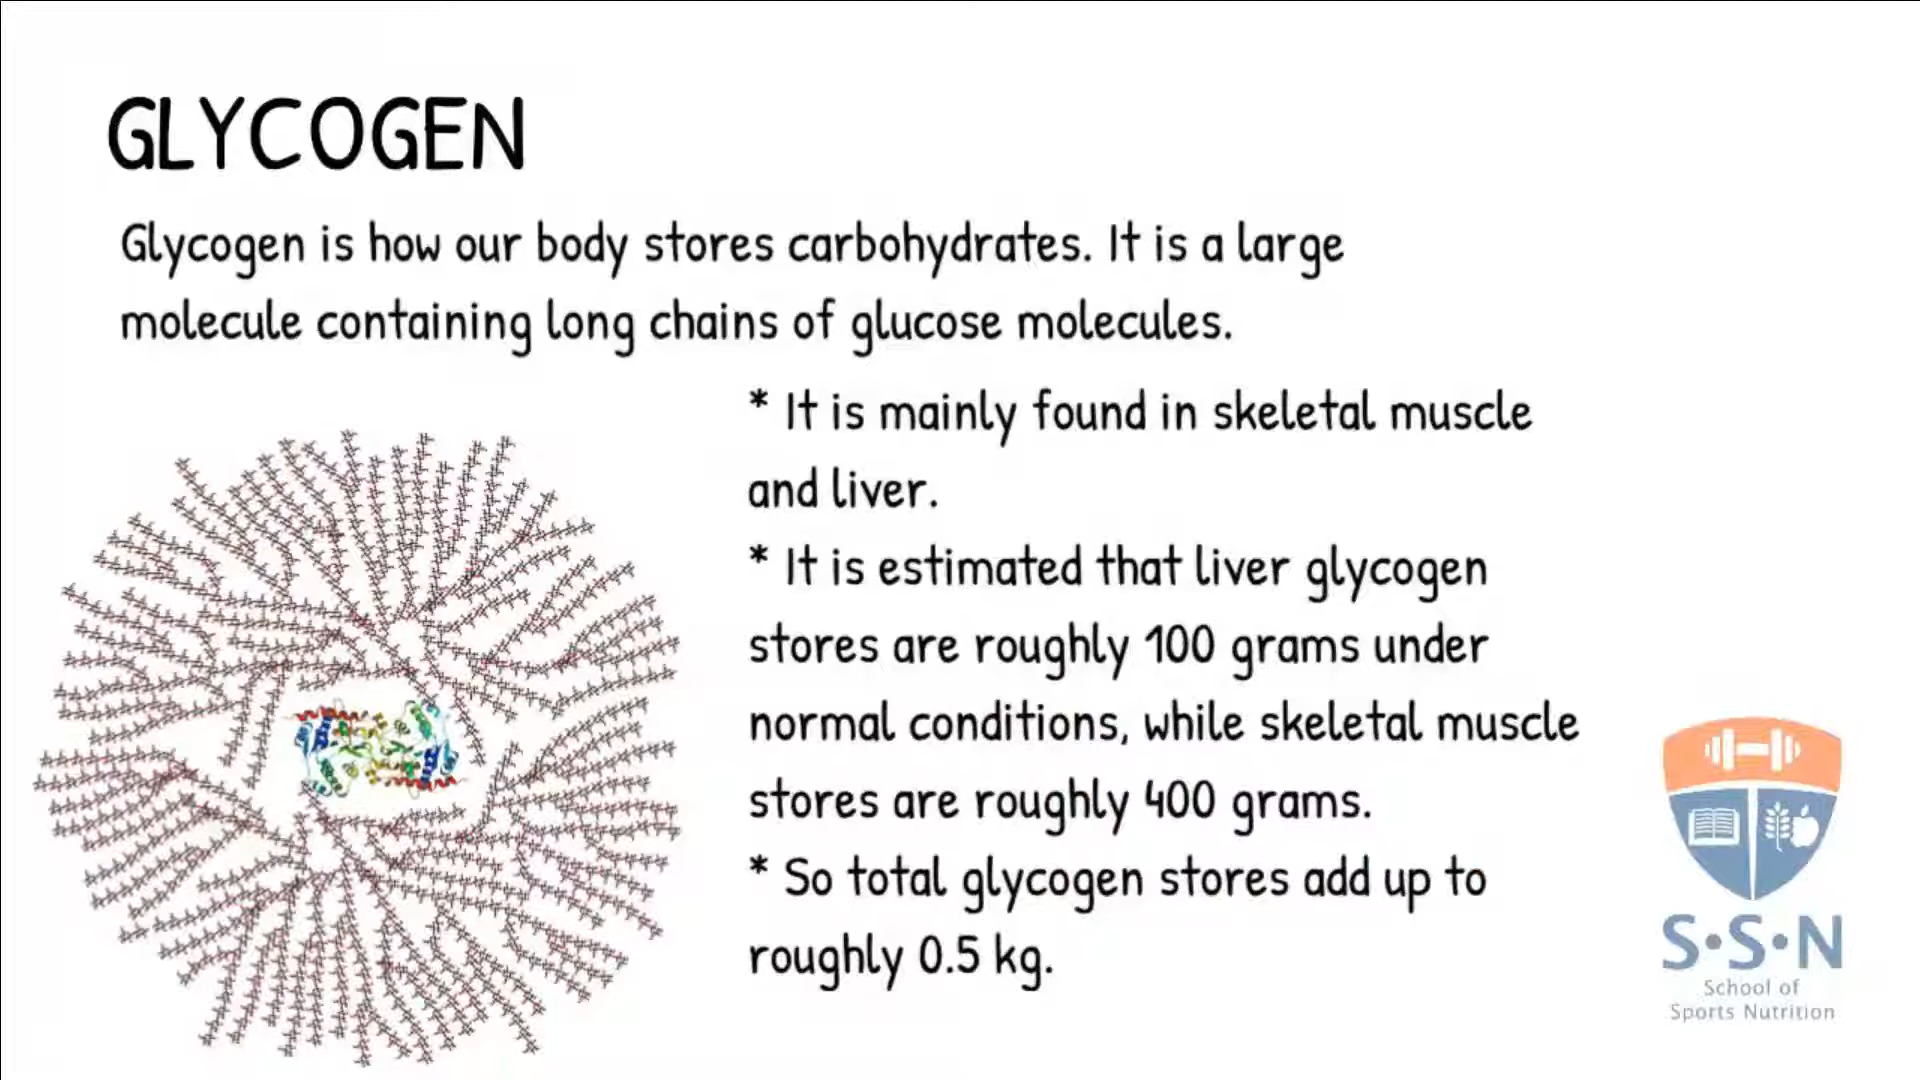 GLYCOGEN
Glycogen is how our body stores carbohydrates. It is a large
molecule containing long chains of glucose molecules.
* It is mainly found in skeletal muscle
and liver.
* It is estimated that liver glycogen
stores are roughly 100 grams under
normal conditions, while skeletal muscle
stores are roughly 400 grams.
* So total glycogen stores add up to
roughly 0.5 kg.
S•S•N
School of
Sports Nutrition